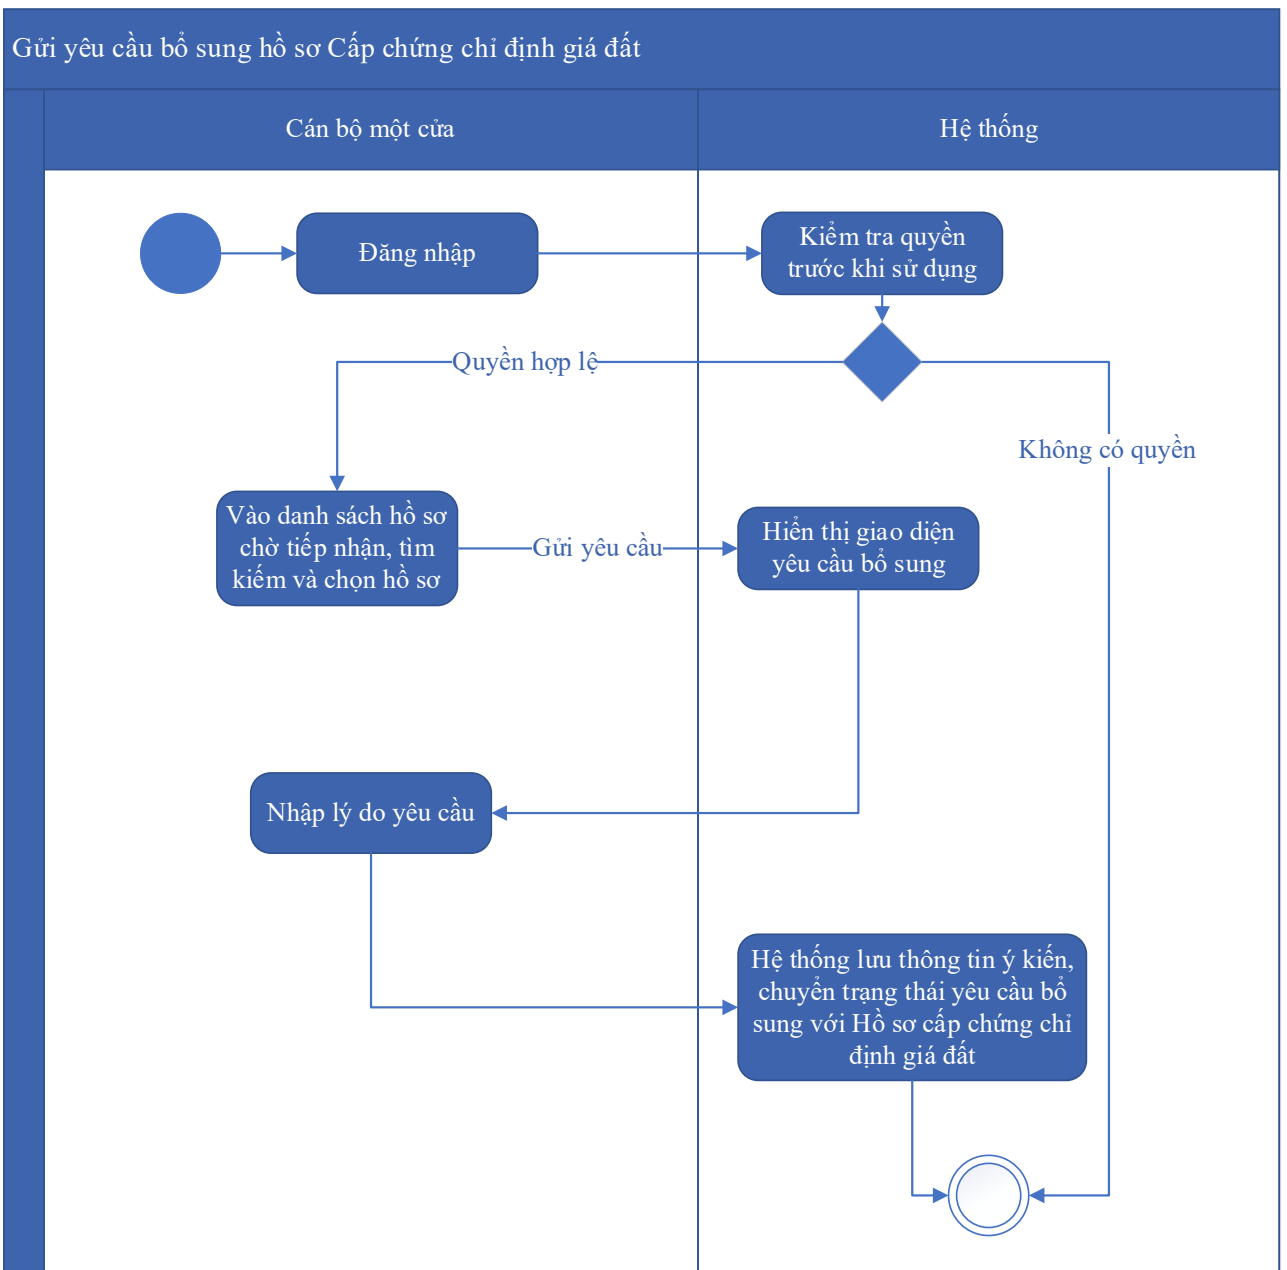 Gửi yêu cầu bổ sung hồ sơ Cấp chứng chỉ định giá đất
Cán bộ một cửa
Hệ thống
Đăng nhập
Kiểm tra quyền
trước khi sử dụng
Quyền hợp lệ
Không có quyền
Vào danh sách hồ sơ
chờ tiếp nhận, tìm
kiếm và chọn hồ sơ
Gửi yêu cầu
Hiển thị giao diện
yêu cầu bổ sung
Nhập lý do yêu cầu
Hệ thống lưu thông tin ý kiến,
chuyển trạng thái yêu cầu bổ
sung với Hồ sơ cấp chứng chỉ
định giá đất